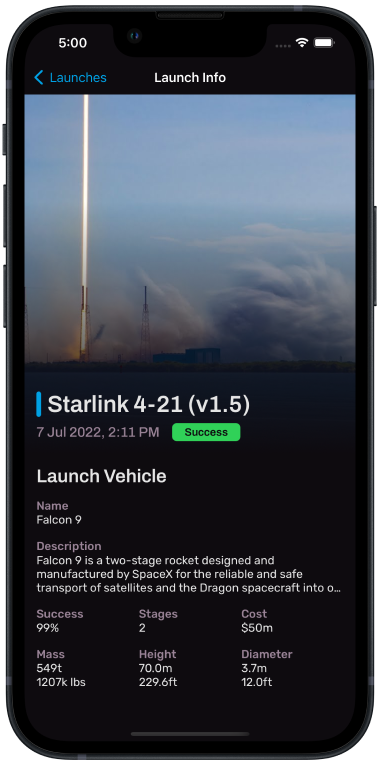 5:00
Launches
Launch Info
Starlink 4-21 (v1.5)
7 Jul 2022, 2:11 PM
Success
Launch Vehicle
Name
Falcon 9
Description
Falcon 9 is a two-stage rocket designed and
manufactured by SpaceX for the reliable and safe
transport of satellites and the Dragon spacecraft into o...
Success Stages Cost
99% 2 $50m
Mass Height Diameter
549t 70.0m 3.7m
1207k lbs 229.6ft 12.0ft